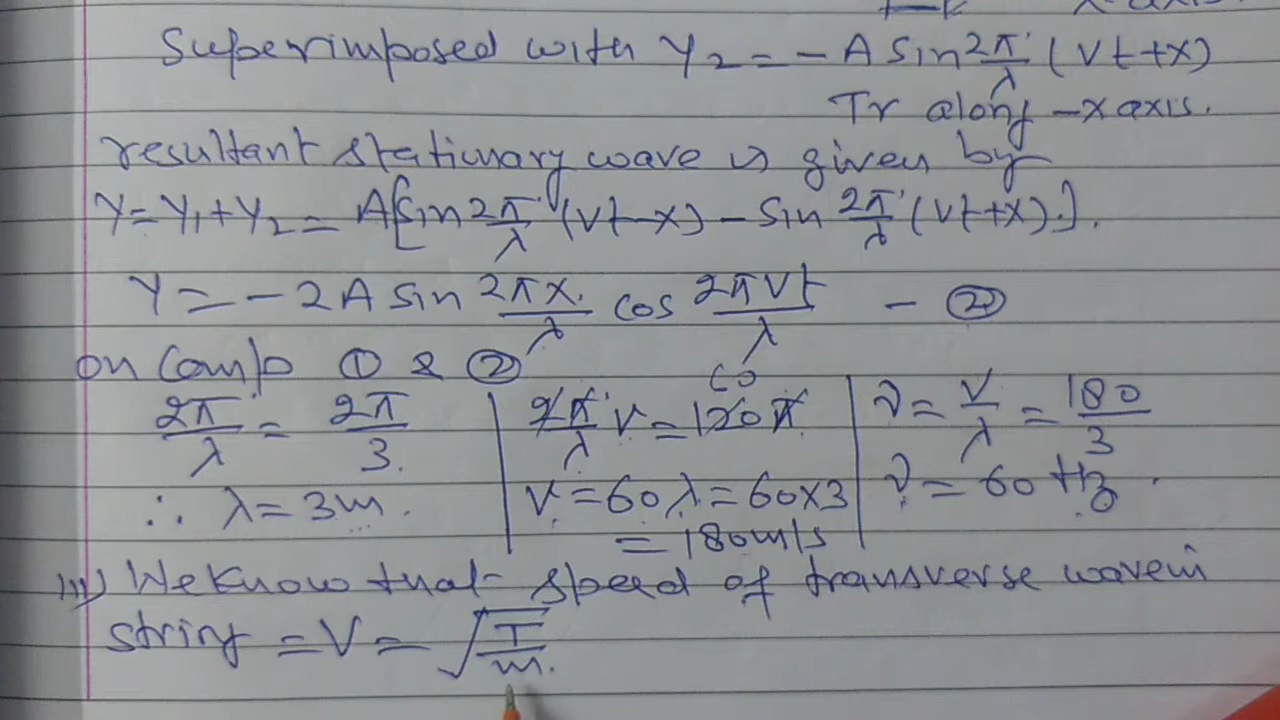 Superimposed with Y₂ = - A Sin 2π/λ (Vt+x)
Tr along -x axis.
resultant stationary wave is given by
Y=Y₁+Y₂ = A[Sin 2π/λ (Vt-x) - Sin 2π/λ (Vt+x).].
Y = -2A Sin 2πx/λ cos 2πVt/λ - ②
on Comp ① & ②
2π/λ = 2π/3. | 2π/λ V = 120π 60 | ν = V/λ = 180/3
∴ λ = 3m. | V = 60λ = 60×3 | ν = 60 Hz.
= 180m/s
iii) We Know that speed of transverse wave in
string = V = √T/m.